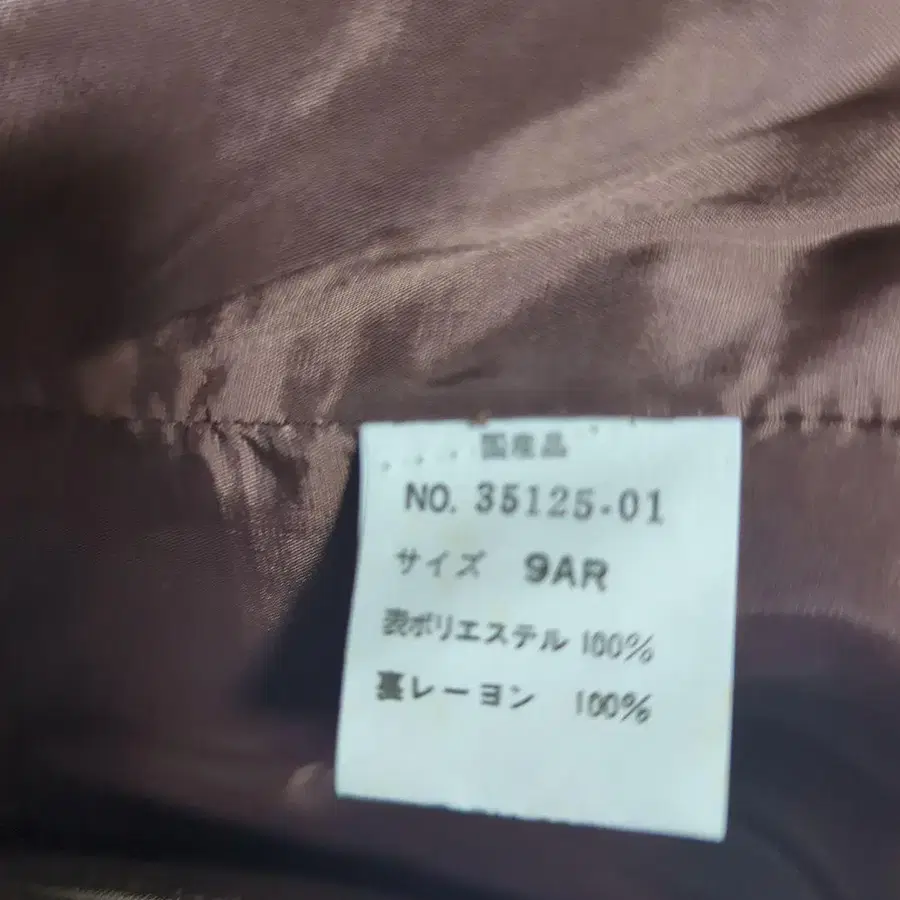 国産品
NO. 35125-01
サイズ 9AR
表ポリエステル 100%
裏レーヨン 100%